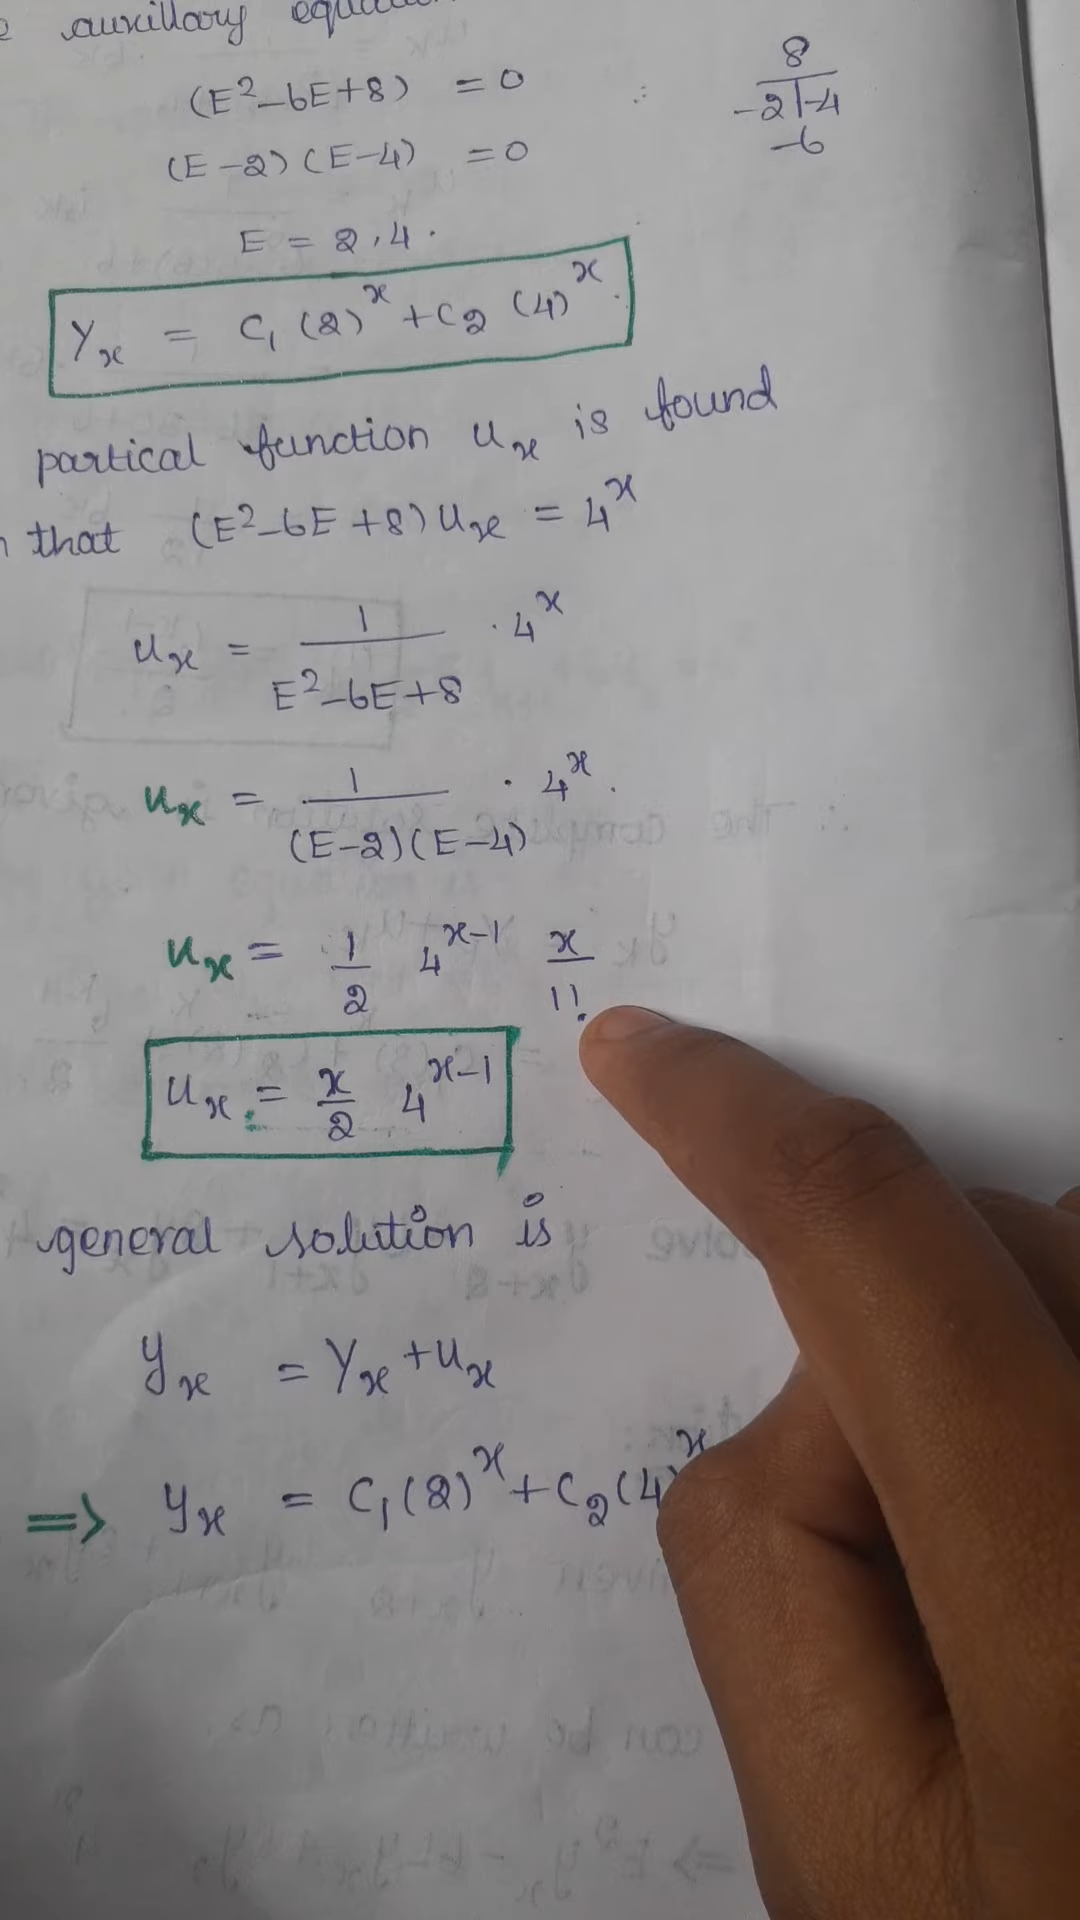 auxillary
(E²-6E+8) = 0
8
-2|-4
-6
(E-2)(E-4) = 0
E = 2,4.
Yₓ = C₁(2)ˣ+C₂(4)ˣ.
partical function uₓ is found
that (E²-6E+8)uₓ = 4ˣ
uₓ = 1/(E²-6E+8) · 4ˣ
uₓ = 1/((E-2)(E-4)) · 4ˣ.
uₓ = 1/2 4ˣ⁻¹ x/1!
uₓ = x/2 4ˣ⁻¹
general solution is
yₓ = Yₓ+uₓ
⇒ yₓ = C₁(2)ˣ+C₂(4)ˣ